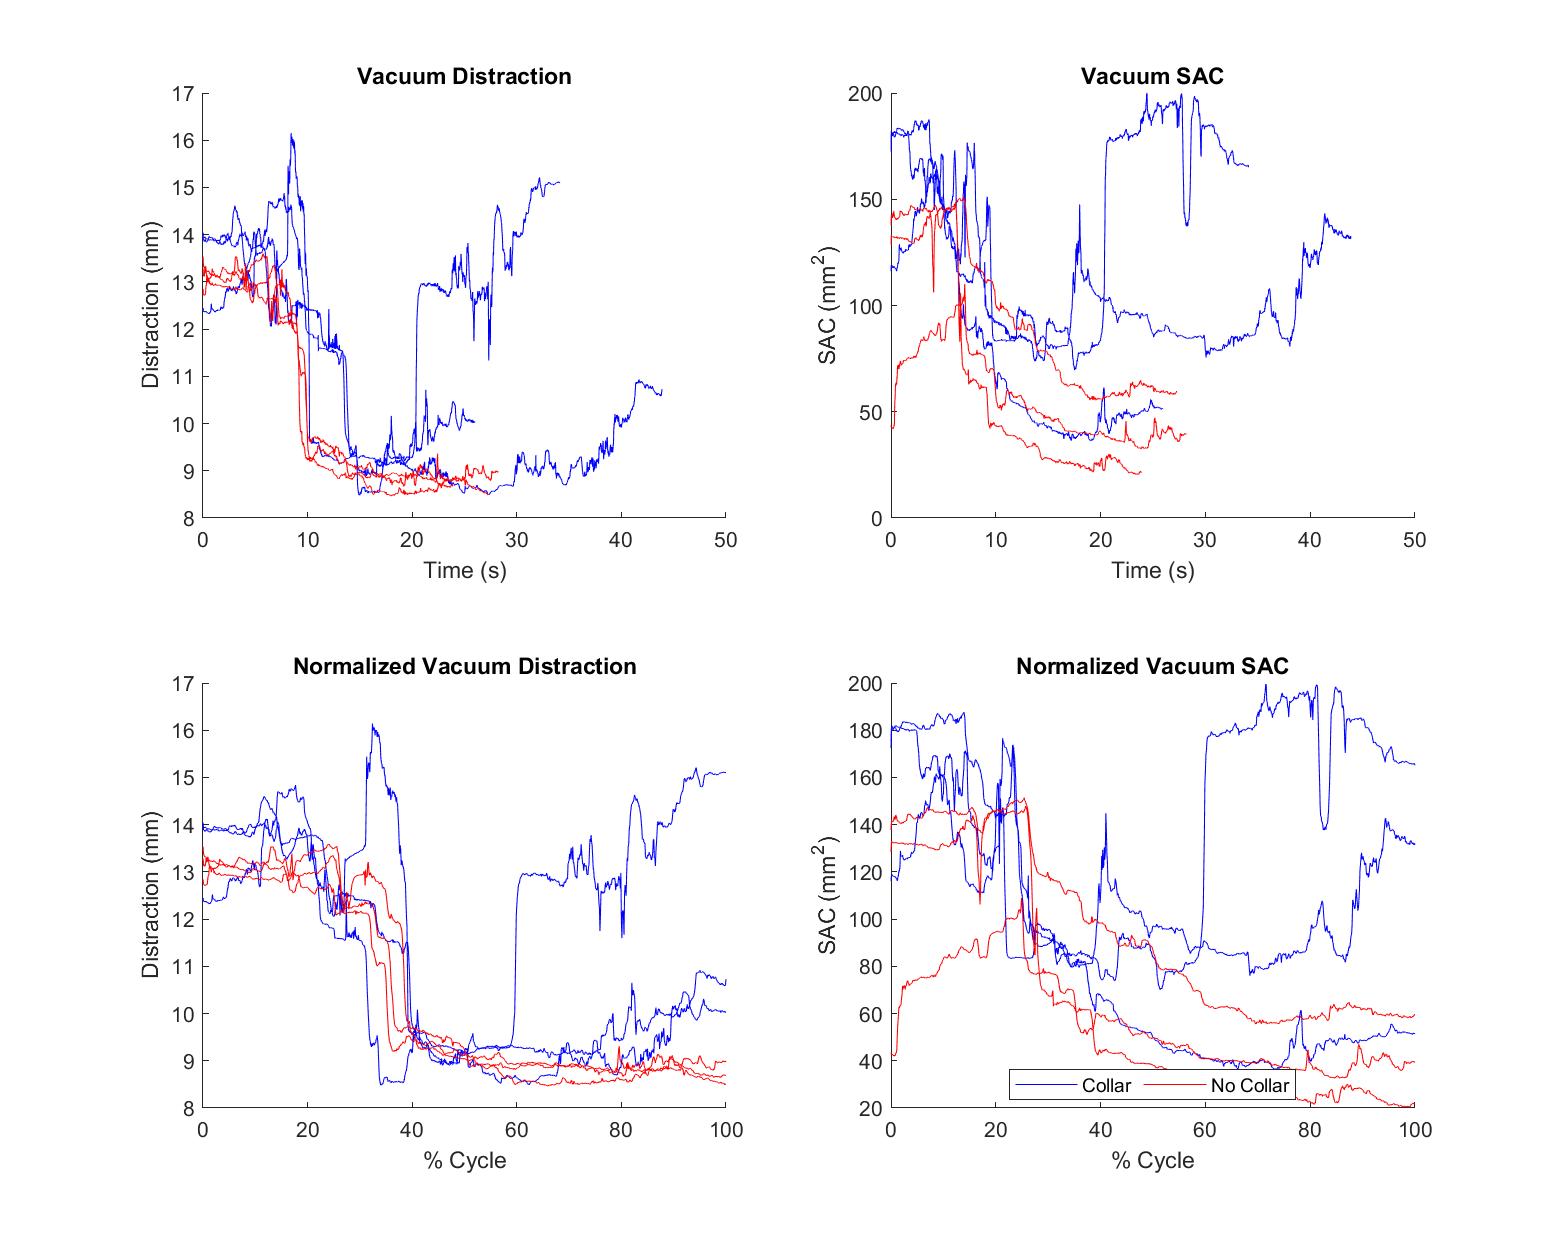 Vacuum Distraction
17
16
15
14
13
12
11
10
9
8
Distraction (mm)
0 10 20 30 40 50
Time (s)
Vacuum SAC
200
150
100
50
0
SAC (mm²)
0 10 20 30 40 50
Time (s)
Normalized Vacuum Distraction
17
16
15
14
13
12
11
10
9
8
Distraction (mm)
0 20 40 60 80 100
% Cycle
Normalized Vacuum SAC
200
180
160
140
120
100
80
60
40
20
SAC (mm²)
Collar No Collar
0 20 40 60 80 100
% Cycle